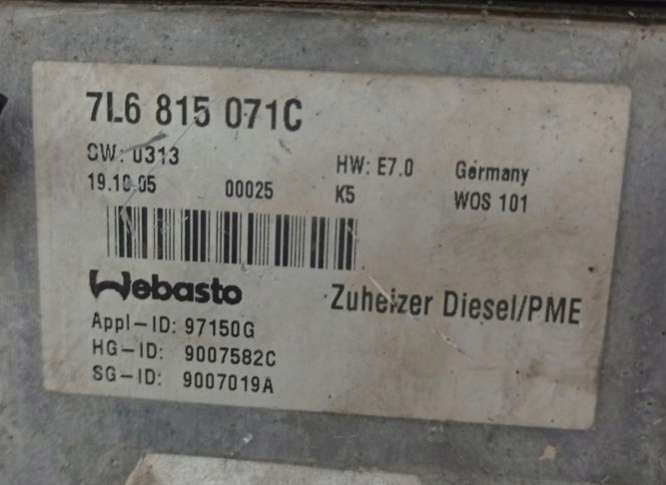 7L6 815 071C
SW: 0313
HW: E7.0 Germany
19.10.05 00025 K5 WOS 101
Webasto
Zuheizer Diesel/PME
Appl-ID: 97150G
HG-ID: 9007582C
SG-ID: 9007019A